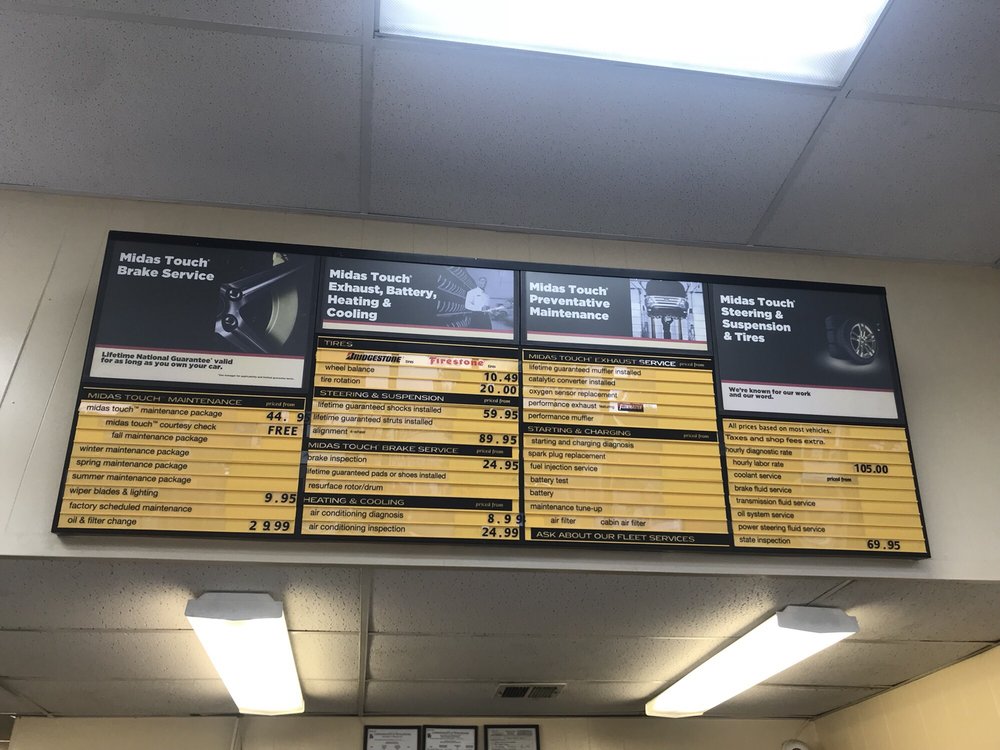 Midas Touch®
Brake Service
Lifetime National Guarantee* valid
for as long as you own your car.
MIDAS TOUCH® MAINTENANCE priced from
midas touch™ maintenance package 44.95
midas touch™ courtesy check FREE
fall maintenance package
winter maintenance package
spring maintenance package
summer maintenance package
wiper blades & lighting 9.95
factory scheduled maintenance
oil & filter change 29.99
Midas Touch®
Exhaust, Battery,
Heating &
Cooling
TIRES
BRIDGESTONE tires Firestone tires
wheel balance 10.49
tire rotation 20.00
STEERING & SUSPENSION priced from
lifetime guaranteed shocks installed 59.95
lifetime guaranteed struts installed
alignment 4-wheel 89.95
MIDAS TOUCH® BRAKE SERVICE priced from
brake inspection 24.95
lifetime guaranteed pads or shoes installed
resurface rotor/drum
HEATING & COOLING priced from
air conditioning diagnosis 8.99
air conditioning inspection 24.99
Midas Touch®
Preventative
Maintenance
MIDAS TOUCH® EXHAUST SERVICE priced from
lifetime guaranteed muffler installed
catalytic converter installed
oxygen sensor replacement
performance exhaust
performance muffler
STARTING & CHARGING priced from
starting and charging diagnosis
spark plug replacement
fuel injection service
battery test
battery
maintenance tune-up
air filter cabin air filter
ASK ABOUT OUR FLEET SERVICES
Midas Touch®
Steering &
Suspension
& Tires
We're known for our work
and our word.
All prices based on most vehicles.
Taxes and shop fees extra.
hourly diagnostic rate
hourly labor rate 105.00
coolant service priced from
brake fluid service
transmission fluid service
oil system service
power steering fluid service
state inspection 69.95